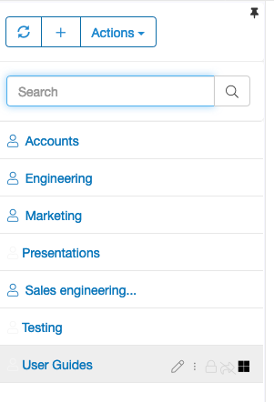 Actions
Search
Accounts
Engineering
Marketing
Presentations
Sales engineering...
Testing
User Guides